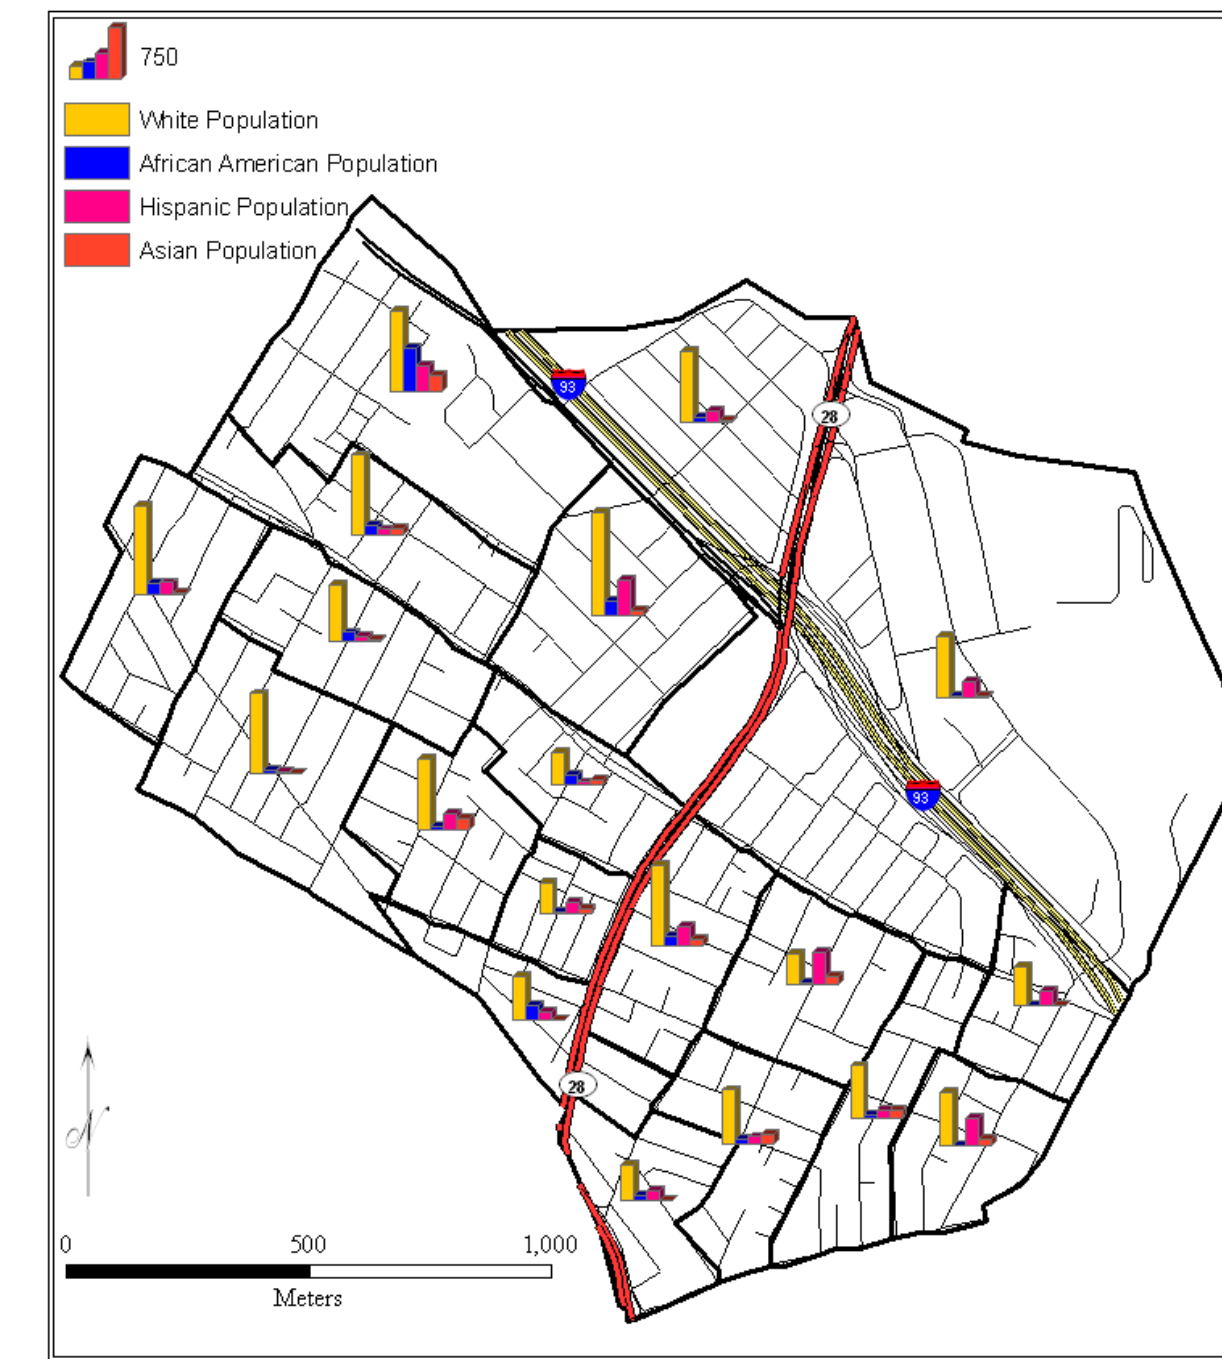 750
White Population
African American Population
Hispanic Population
Asian Population
93
28
93
28
N
0 500 1,000
Meters